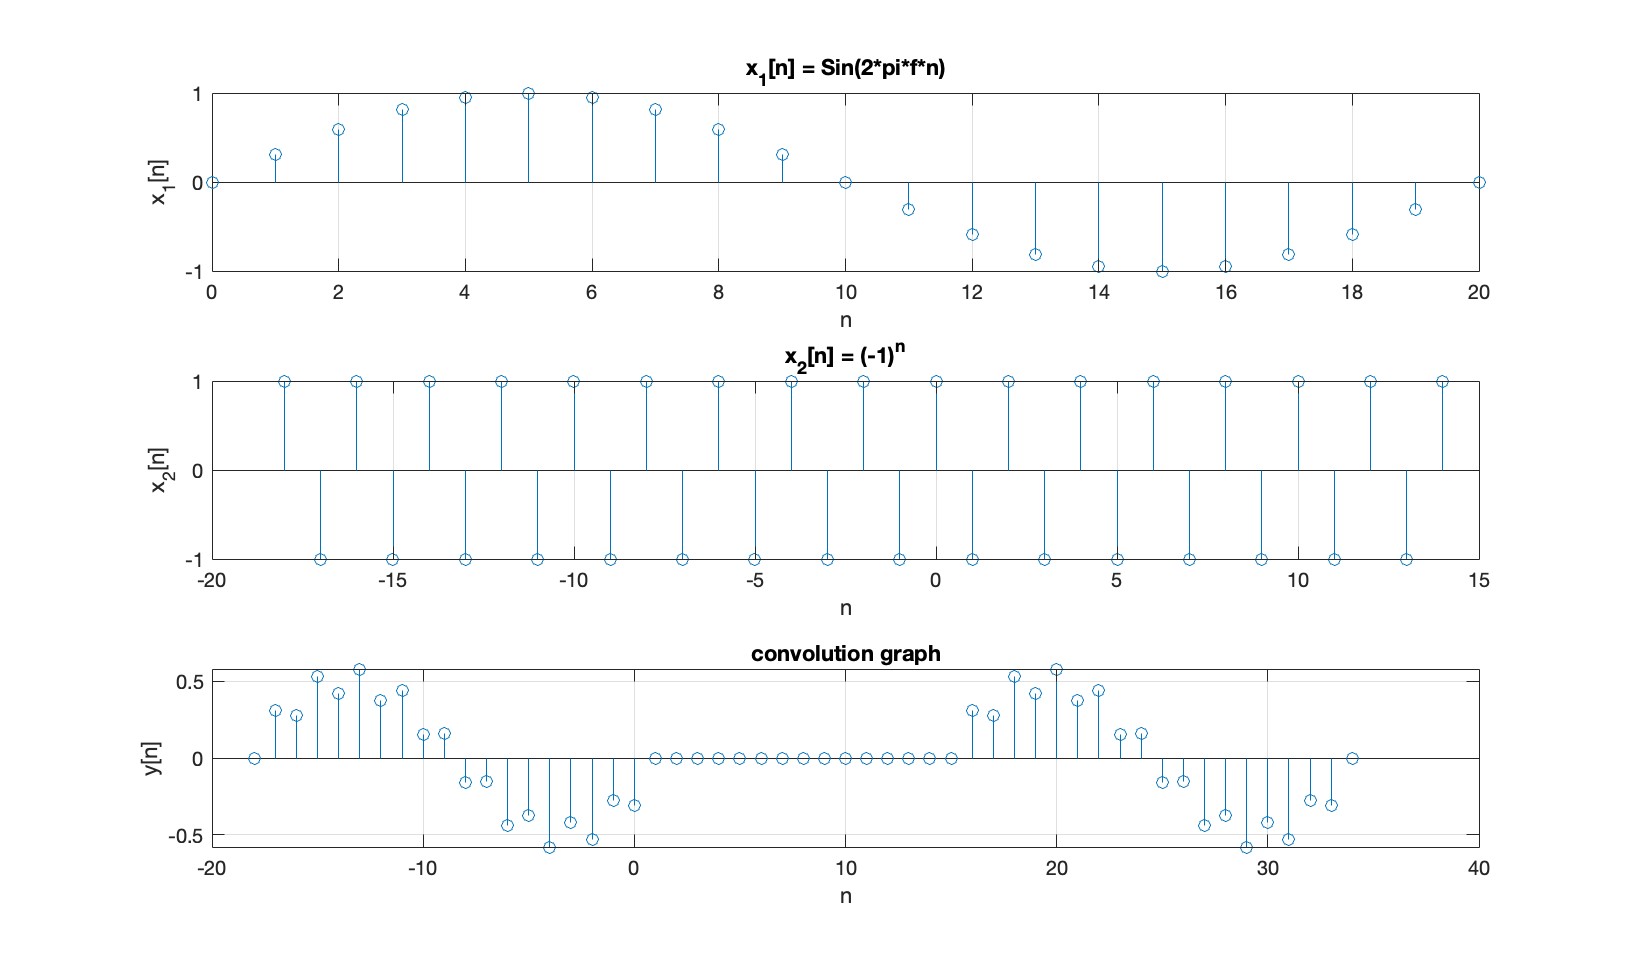 x₁[n] = Sin(2*pi*f*n)
1
0
-1
x₁[n]
0 2 4 6 8 10 12 14 16 18 20
n
x₂[n] = (-1)ⁿ
1
0
-1
x₂[n]
-20 -15 -10 -5 0 5 10 15
n
convolution graph
0.5
0
-0.5
y[n]
-20 -10 0 10 20 30 40
n